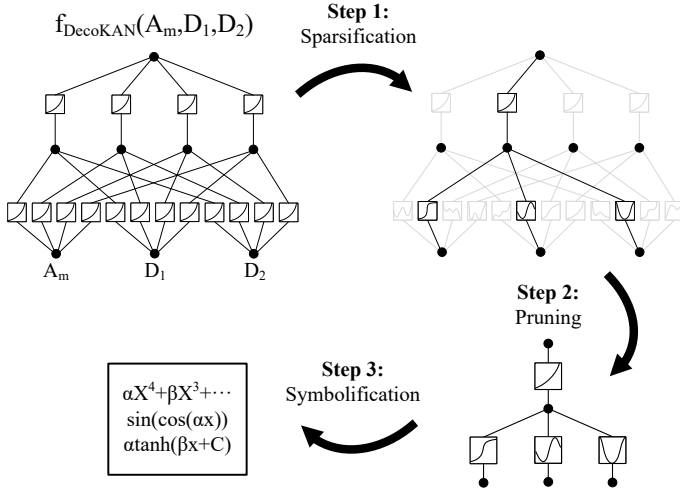 f_DecoKAN(A_m,D_1,D_2)
Step 1:
Sparsification
A_m
D_1
D_2
Step 2:
Pruning
Step 3:
Symbolification
αX⁴+βX³+⋯
sin(cos(αx))
αtanh(βx+C)